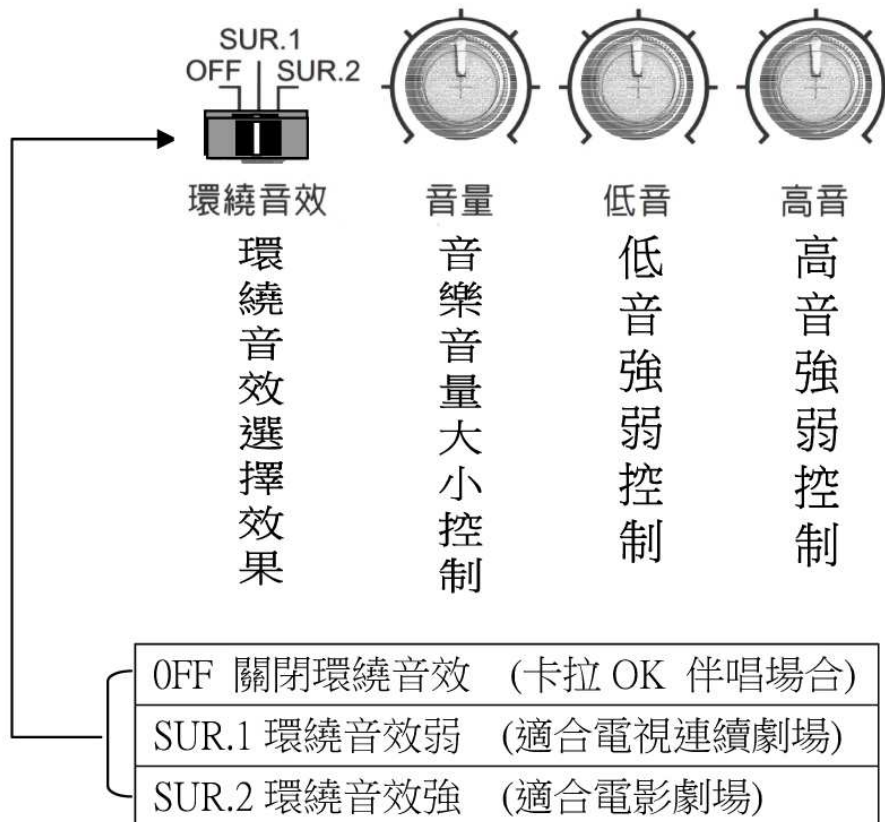 SUR.1
OFF SUR.2
環繞音效 音量 低音 高音
環繞音效選擇效果
音樂音量大小控制
低音強弱控制
高音強弱控制
OFF 關閉環繞音效 (卡拉 OK 伴唱場合)
SUR.1 環繞音效弱 (適合電視連續劇場)
SUR.2 環繞音效強 (適合電影劇場)